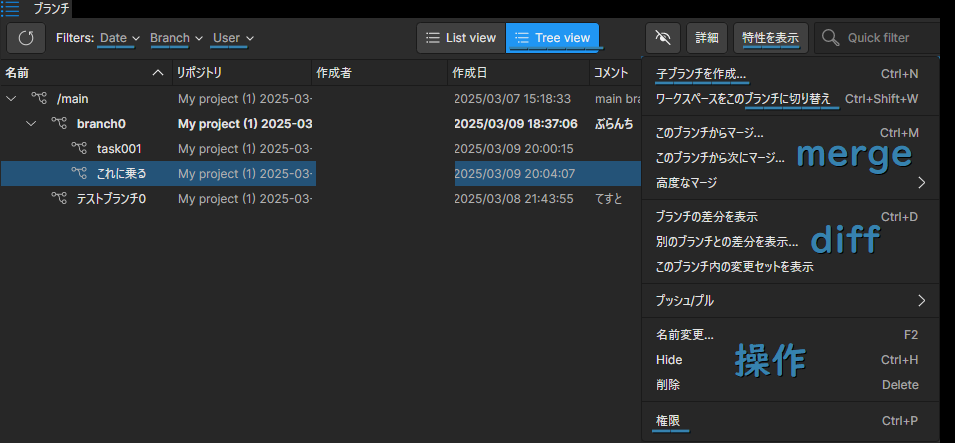 ブランチ
Filters: Date Branch User List view Tree view 詳細 特性を表示 Quick filter
名前 リポジトリ 作成者 作成日 コメント
/main My project (1) 2025-03- 2025/03/07 15:18:33 main bra
branch0 My project (1) 2025-03 2025/03/09 18:37:06 ぶらんち
task001 My project (1) 2025-03- 2025/03/09 20:00:15
これに乗る My project (1) 2025-03- 2025/03/09 20:04:07
テストブランチ0 My project (1) 2025-03- 2025/03/08 21:43:55 てすと
子ブランチを作成... Ctrl+N
ワークスペースをこのブランチに切り替え Ctrl+Shift+W
このブランチからマージ... Ctrl+M
merge
このブランチから次にマージ...
高度なマージ
ブランチの差分を表示 Ctrl+D
diff
別のブランチとの差分を表示...
このブランチ内の変更セットを表示
プッシュ/プル
名前変更... F2
Hide Ctrl+H
操作
削除 Delete
権限 Ctrl+P